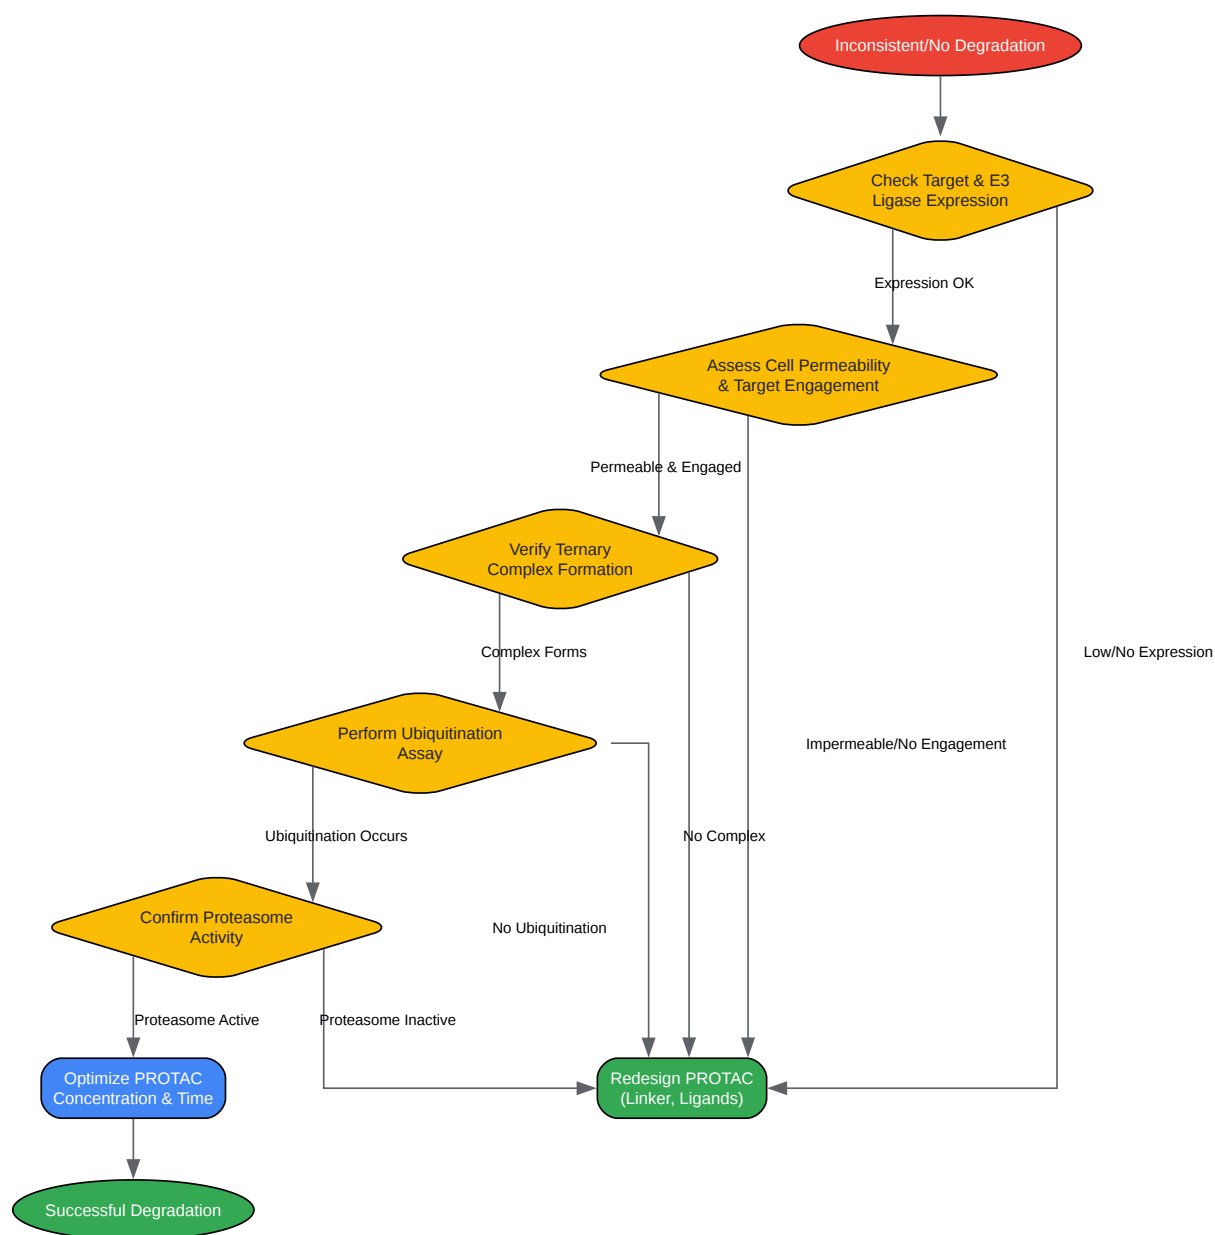 Inconsistent/No Degradation
Check Target & E3
Ligase Expression
Expression OK
Assess Cell Permeability
& Target Engagement
Permeable & Engaged
Verify Ternary
Complex Formation
Complex Forms
Low/No Expression
Perform Ubiquitination
Assay
Impermeable/No Engagement
Ubiquitination Occurs
No Complex
Confirm Proteasome
Activity
No Ubiquitination
Proteasome Active
Proteasome Inactive
Optimize PROTAC
Concentration & Time
Redesign PROTAC
(Linker, Ligands)
Successful Degradation